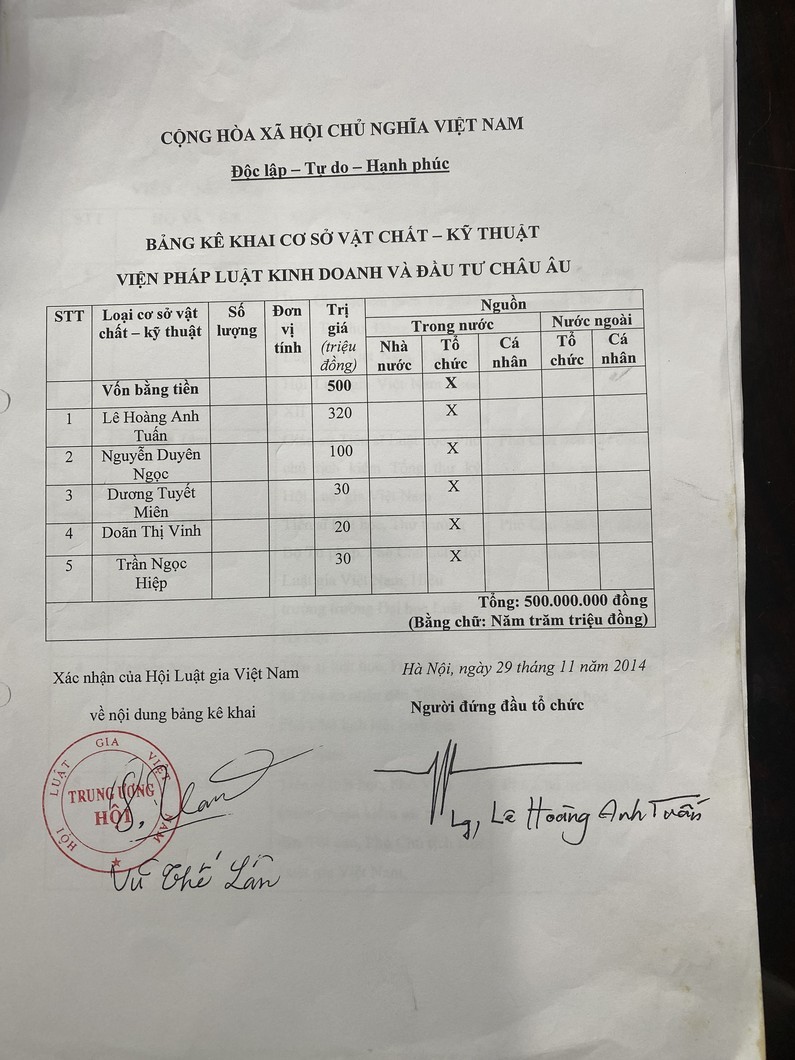 CỘNG HÒA XÃ HỘI CHỦ NGHĨA VIỆT NAM
Độc lập – Tự do – Hạnh phúc
BẢNG KÊ KHAI CƠ SỞ VẬT CHẤT – KỸ THUẬT
VIỆN PHÁP LUẬT KINH DOANH VÀ ĐẦU TƯ CHÂU ÂU
STT Loại cơ sở vật chất – kỹ thuật Số lượng Đơn vị tính Trị giá (triệu đồng) Nguồn
Trong nước Nước ngoài
Nhà nước Tổ chức Cá nhân Tổ chức Cá nhân
Vốn bằng tiền 500 X
1 Lê Hoàng Anh Tuấn 320 X
2 Nguyễn Duyên Ngọc 100 X
3 Dương Tuyết Miên 30 X
4 Doãn Thị Vinh 20 X
5 Trần Ngọc Hiệp 30 X
Tổng: 500.000.000 đồng
(Bằng chữ: Năm trăm triệu đồng)
Xác nhận của Hội Luật gia Việt Nam
về nội dung bảng kê khai
Hà Nội, ngày 29 tháng 11 năm 2014
Người đứng đầu tổ chức
HỘI LUẬT GIA VIỆT NAM
TRUNG ƯƠNG
HỘI
Lg, Lê Hoàng Anh Tuấn
Vũ Thế Lân